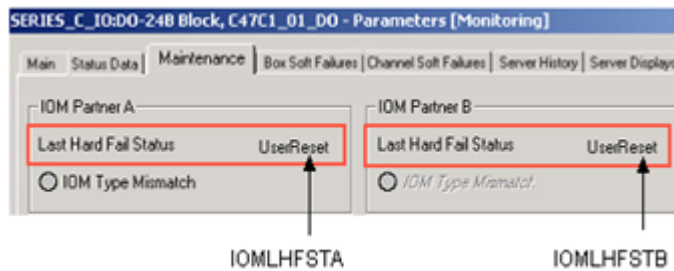 SERIES_C_IO:DO-24B Block, C47C1_01_DO - Parameters [Monitoring]
Main Status Data Maintenance Box Soft Failures Channel Soft Failures Server History Server Displays
IOM Partner A IOM Partner B
Last Hard Fail Status UserReset Last Hard Fail Status UserReset
IOM Type Mismatch IOM Type Mismatch
IOMLHFSTA IOMLHFSTB